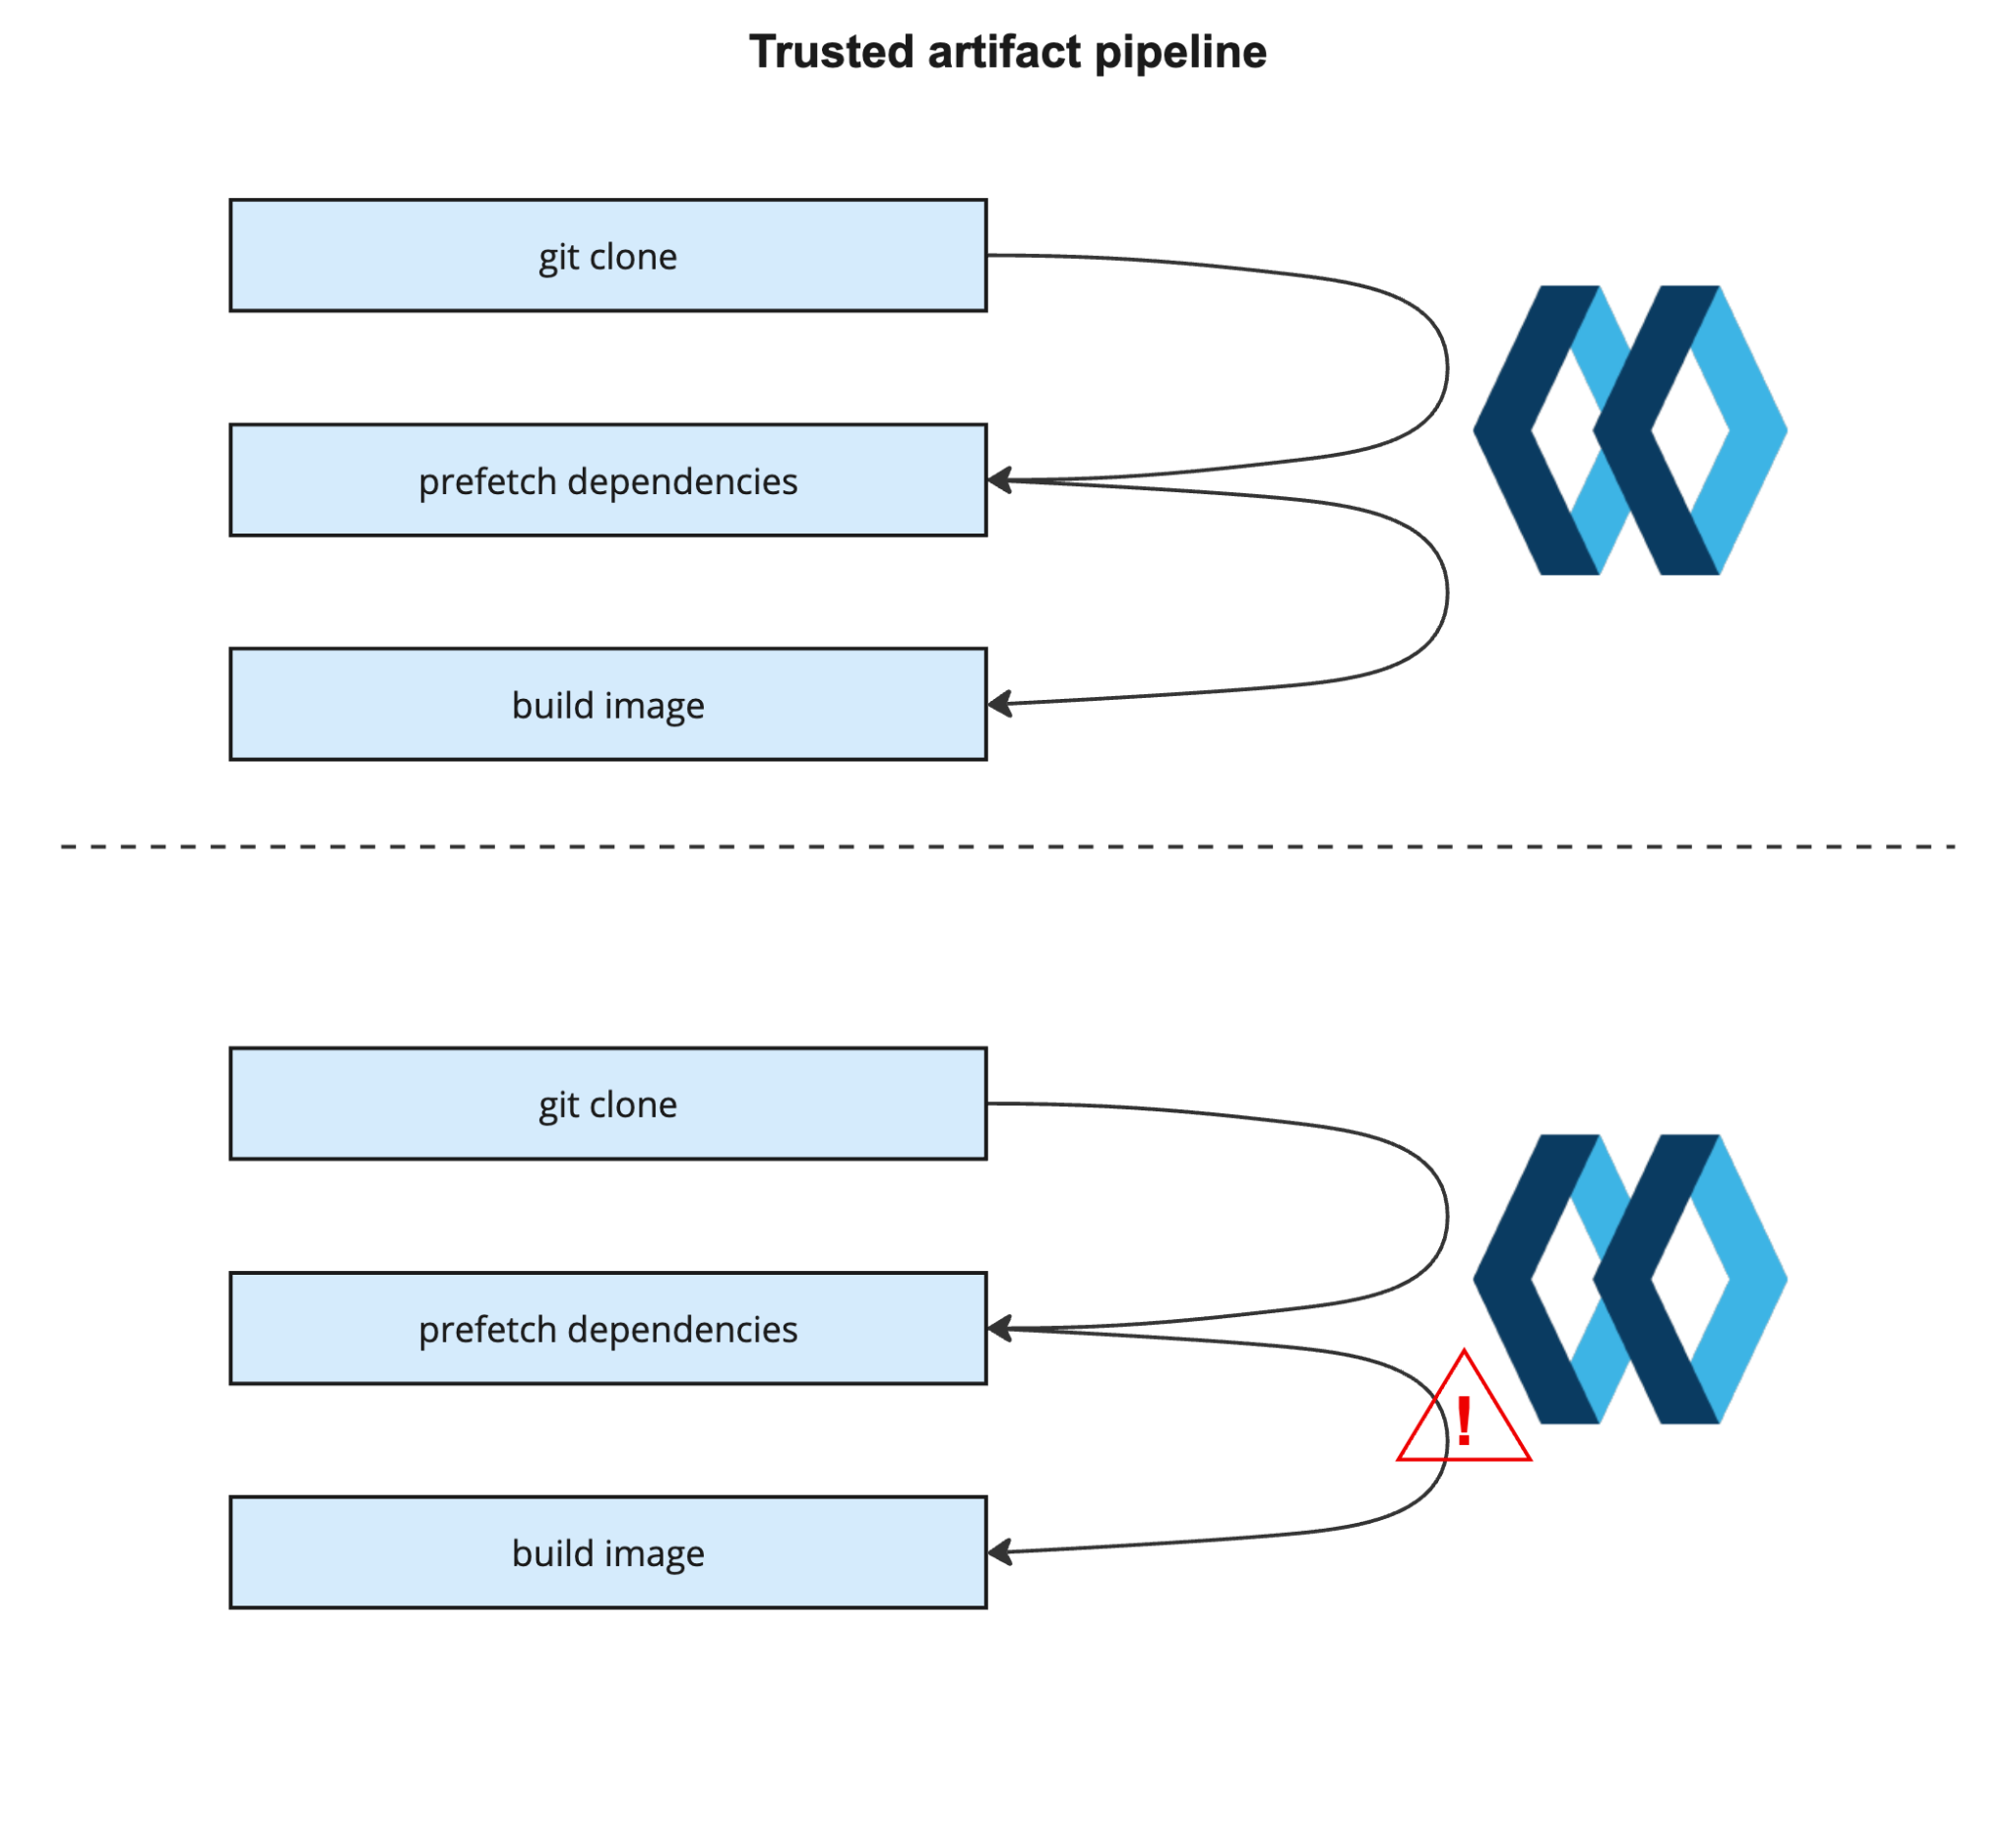 Trusted artifact pipeline
git clone
prefetch dependencies
build image
git clone
prefetch dependencies
!
build image